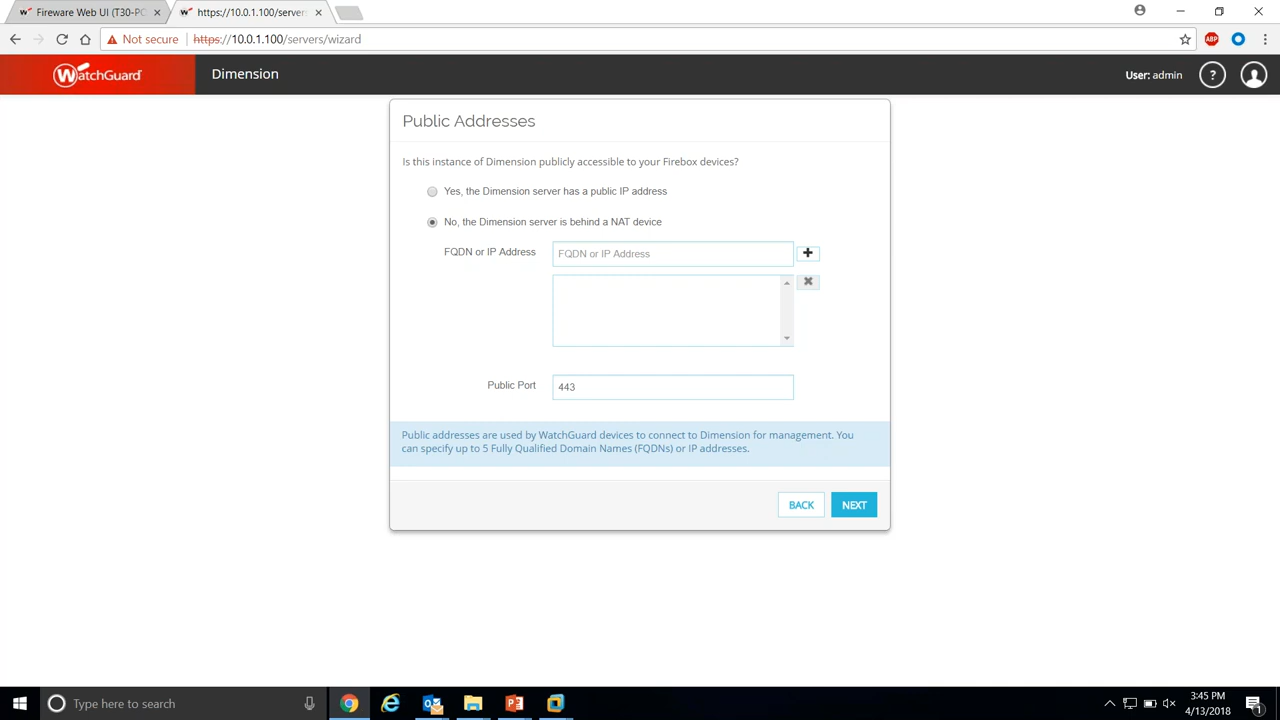 Fireware Web UI (T30-PC
https://10.0.1.100/server
Not secure
https://10.0.1.100/servers/wizard
ABP
WatchGuard
Dimension
User: admin
?
Public Addresses
Is this instance of Dimension publicly accessible to your Firebox devices?
Yes, the Dimension server has a public IP address
No, the Dimension server is behind a NAT device
FQDN or IP Address
FQDN or IP Address
Public Port
443
Public addresses are used by WatchGuard devices to connect to Dimension for management. You
can specify up to 5 Fully Qualified Domain Names (FQDNs) or IP addresses.
BACK
NEXT
Type here to search
3:45 PM
4/13/2018
1